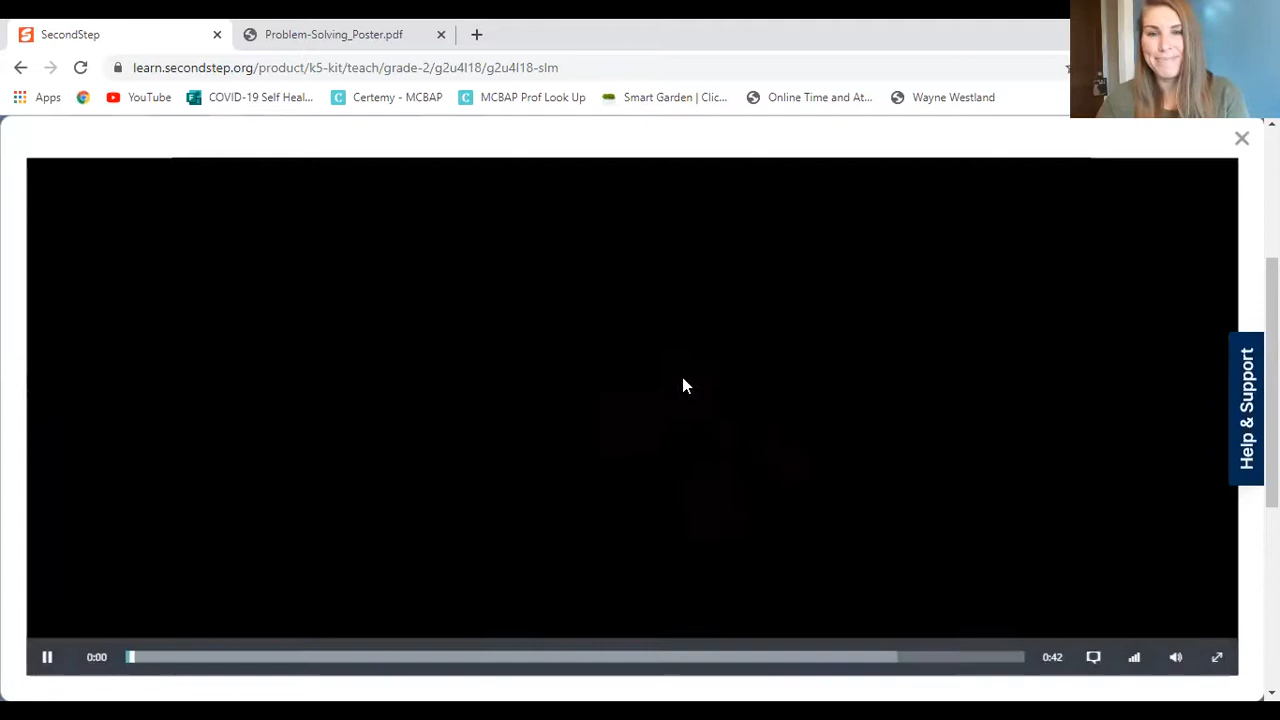 SecondStep
Problem-Solving_Poster.pdf
learn.secondstep.org/product/k5-kit/teach/grade-2/g2u4l18/g2u4l18-slm
Apps YouTube COVID-19 Self Heal... C Certemy - MCBAP C MCBAP Prof Look Up Smart Garden | Clic... Online Time and At... Wayne Westland
Help & Support
0:00 0:42